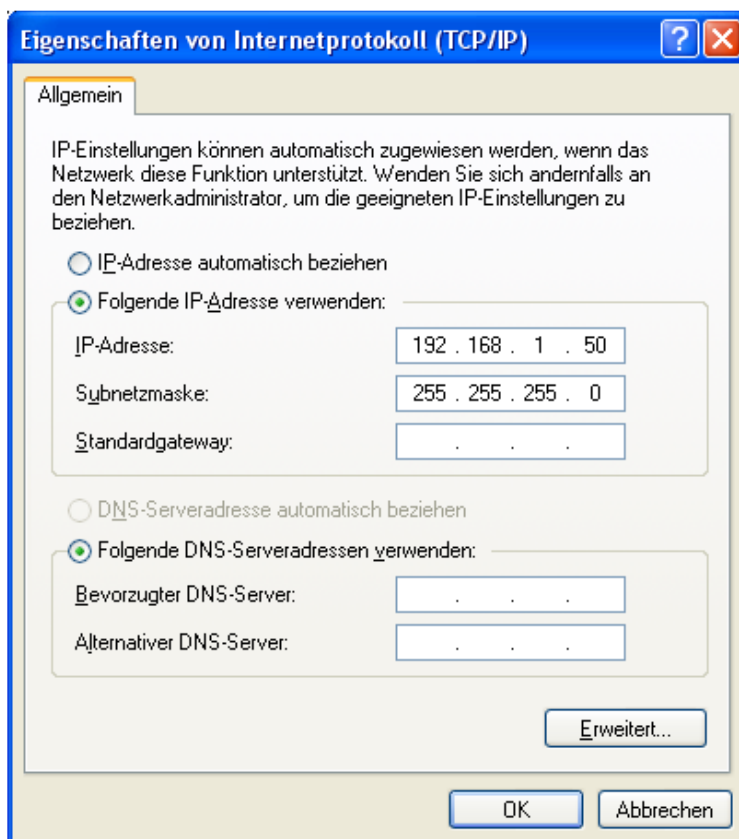 Eigenschaften von Internetprotokoll (TCP/IP)
Allgemein
IP-Einstellungen können automatisch zugewiesen werden, wenn das
Netzwerk diese Funktion unterstützt. Wenden Sie sich andernfalls an
den Netzwerkadministrator, um die geeigneten IP-Einstellungen zu
beziehen.
IP-Adresse automatisch beziehen
Folgende IP-Adresse verwenden:
IP-Adresse: 192 . 168 . 1 . 50
Subnetzmaske: 255 . 255 . 255 . 0
Standardgateway: . . .
DNS-Serveradresse automatisch beziehen
Folgende DNS-Serveradressen verwenden:
Bevorzugter DNS-Server: . . .
Alternativer DNS-Server: . . .
Erweitert...
OK Abbrechen